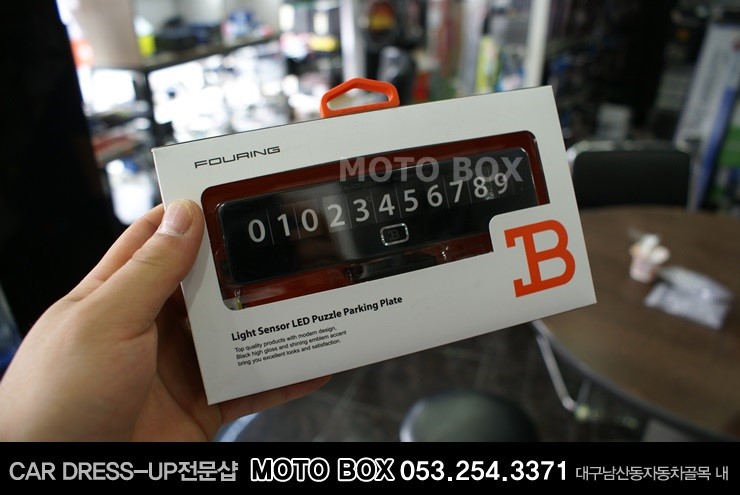 FOURING
MOTO BOX
0 1 0 2 3 4 5 6 7 8 9
B
B
Light Sensor LED Puzzle Parking Plate
Top quality products with modern design,
Black high gloss and shining emblem accent
bring you excellent looks and satisfaction.
CAR DRESS-UP전문샵 MOTO BOX 053.254.3371 대구남산동자동차골목 내